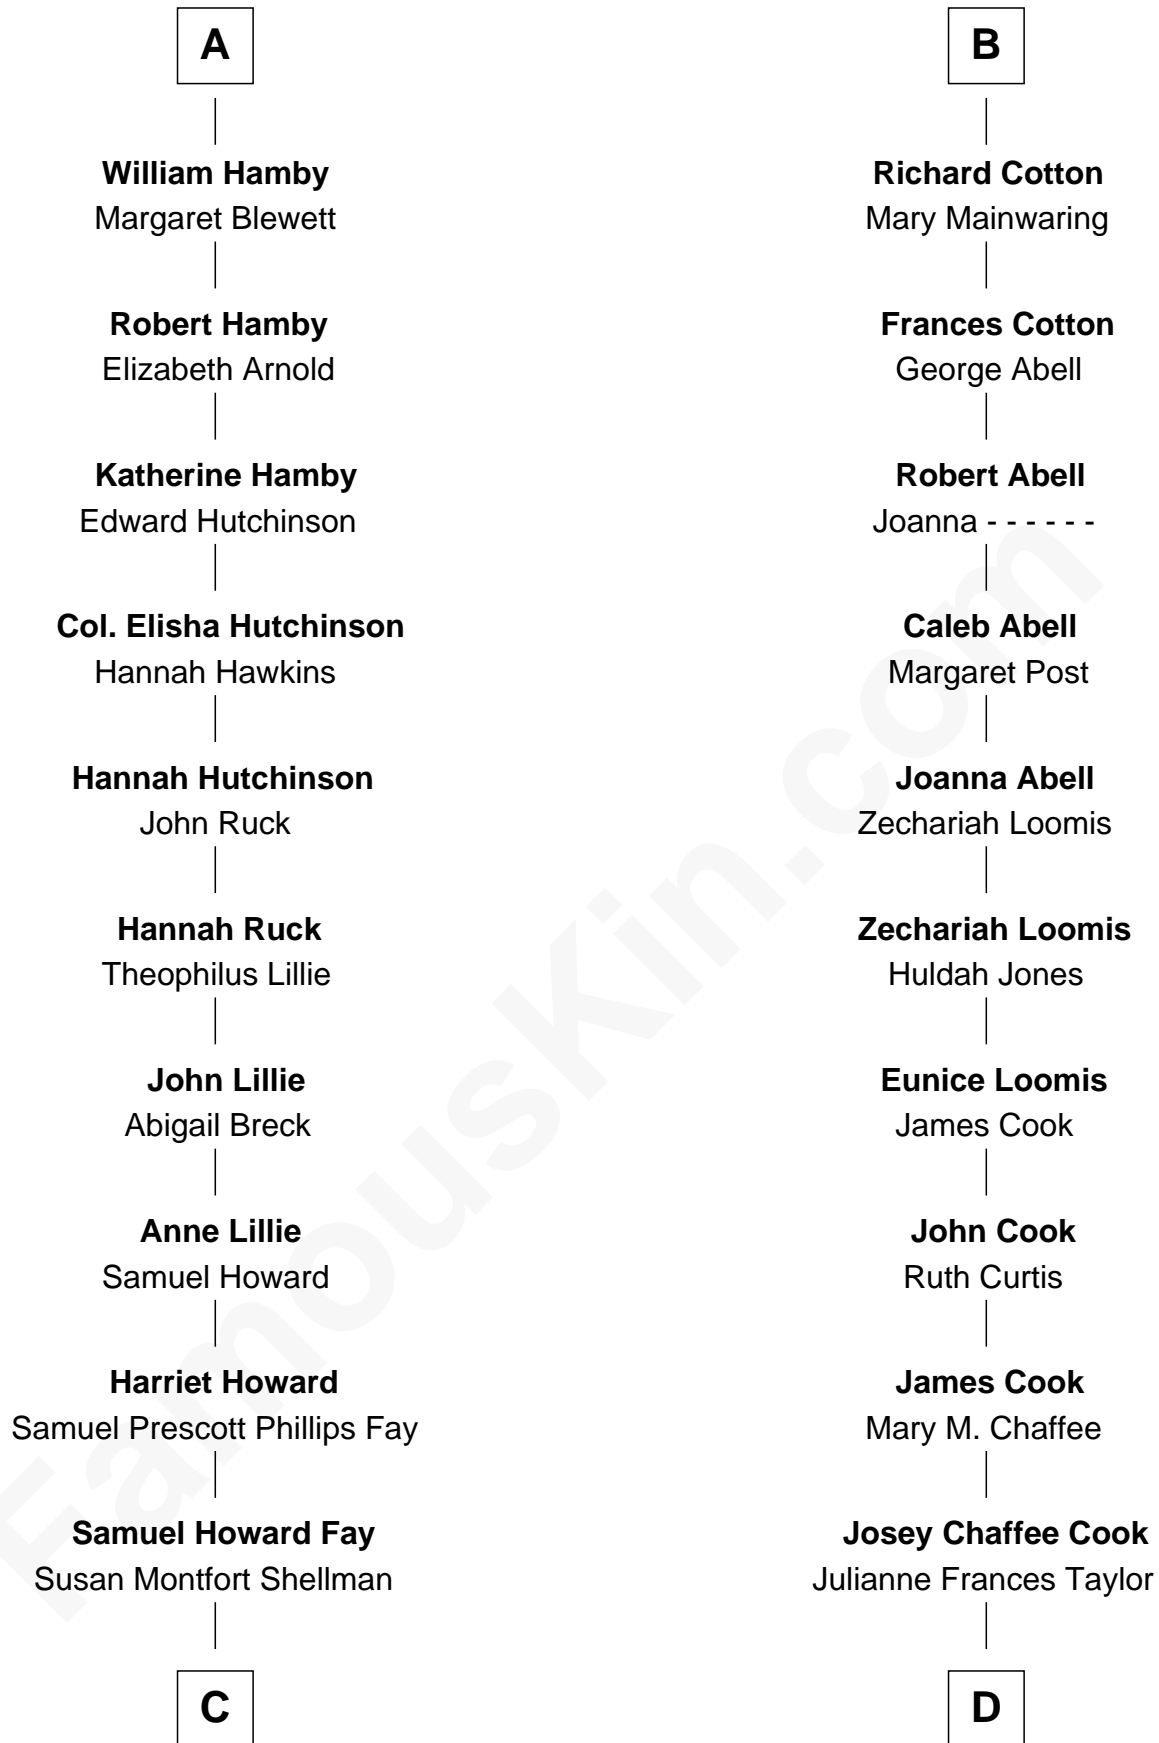 A
William Hamby
Margaret Blewett
Robert Hamby
Elizabeth Arnold
Katherine Hamby
Edward Hutchinson
Col. Elisha Hutchinson
Hannah Hawkins
Hannah Hutchinson
John Ruck
Hannah Ruck
Theophilus Lillie
John Lillie
Abigail Breck
Anne Lillie
Samuel Howard
Harriet Howard
Samuel Prescott Phillips Fay
Samuel Howard Fay
Susan Montfort Shellman
C
B
Richard Cotton
Mary Mainwaring
Frances Cotton
George Abell
Robert Abell
Joanna - - - - - -
Caleb Abell
Margaret Post
Joanna Abell
Zechariah Loomis
Zechariah Loomis
Huldah Jones
Eunice Loomis
James Cook
John Cook
Ruth Curtis
James Cook
Mary M. Chaffee
Josey Chaffee Cook
Julianne Frances Taylor
D
FamousKin.com